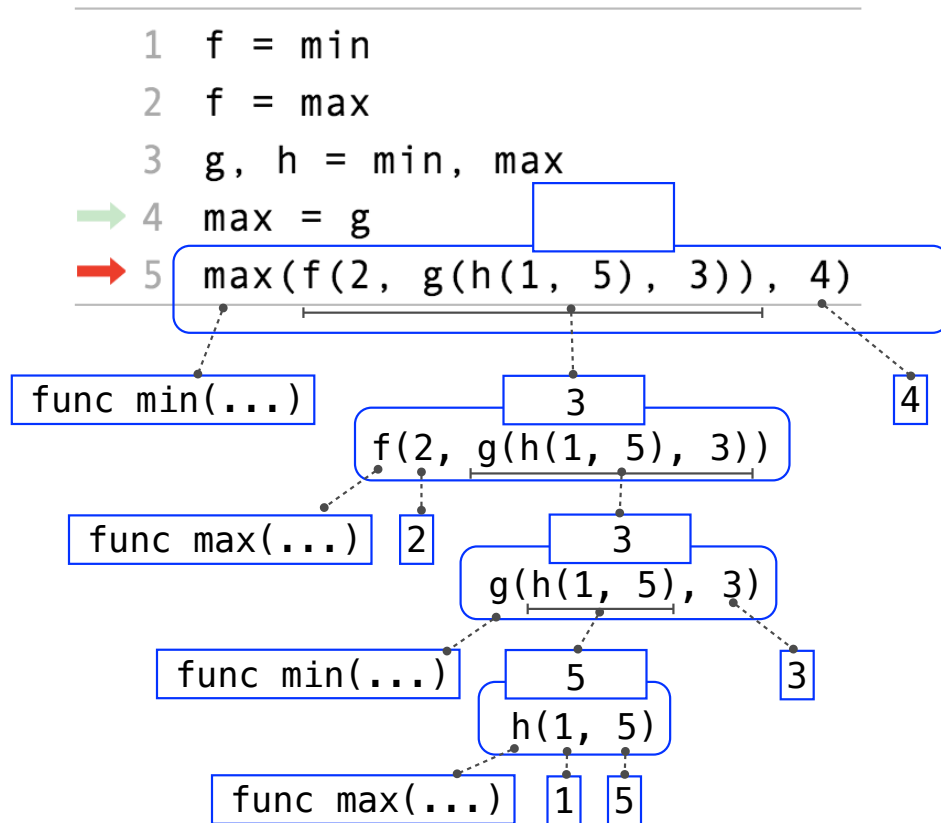 1 f = min
2 f = max
3 g, h = min, max
4 max = g
5 max(f(2, g(h(1, 5), 3)), 4)
func min(...) 3 4
f(2, g(h(1, 5), 3))
func max(...) 2 3
g(h(1, 5), 3)
func min(...) 5 3
h(1, 5)
func max(...) 1 5